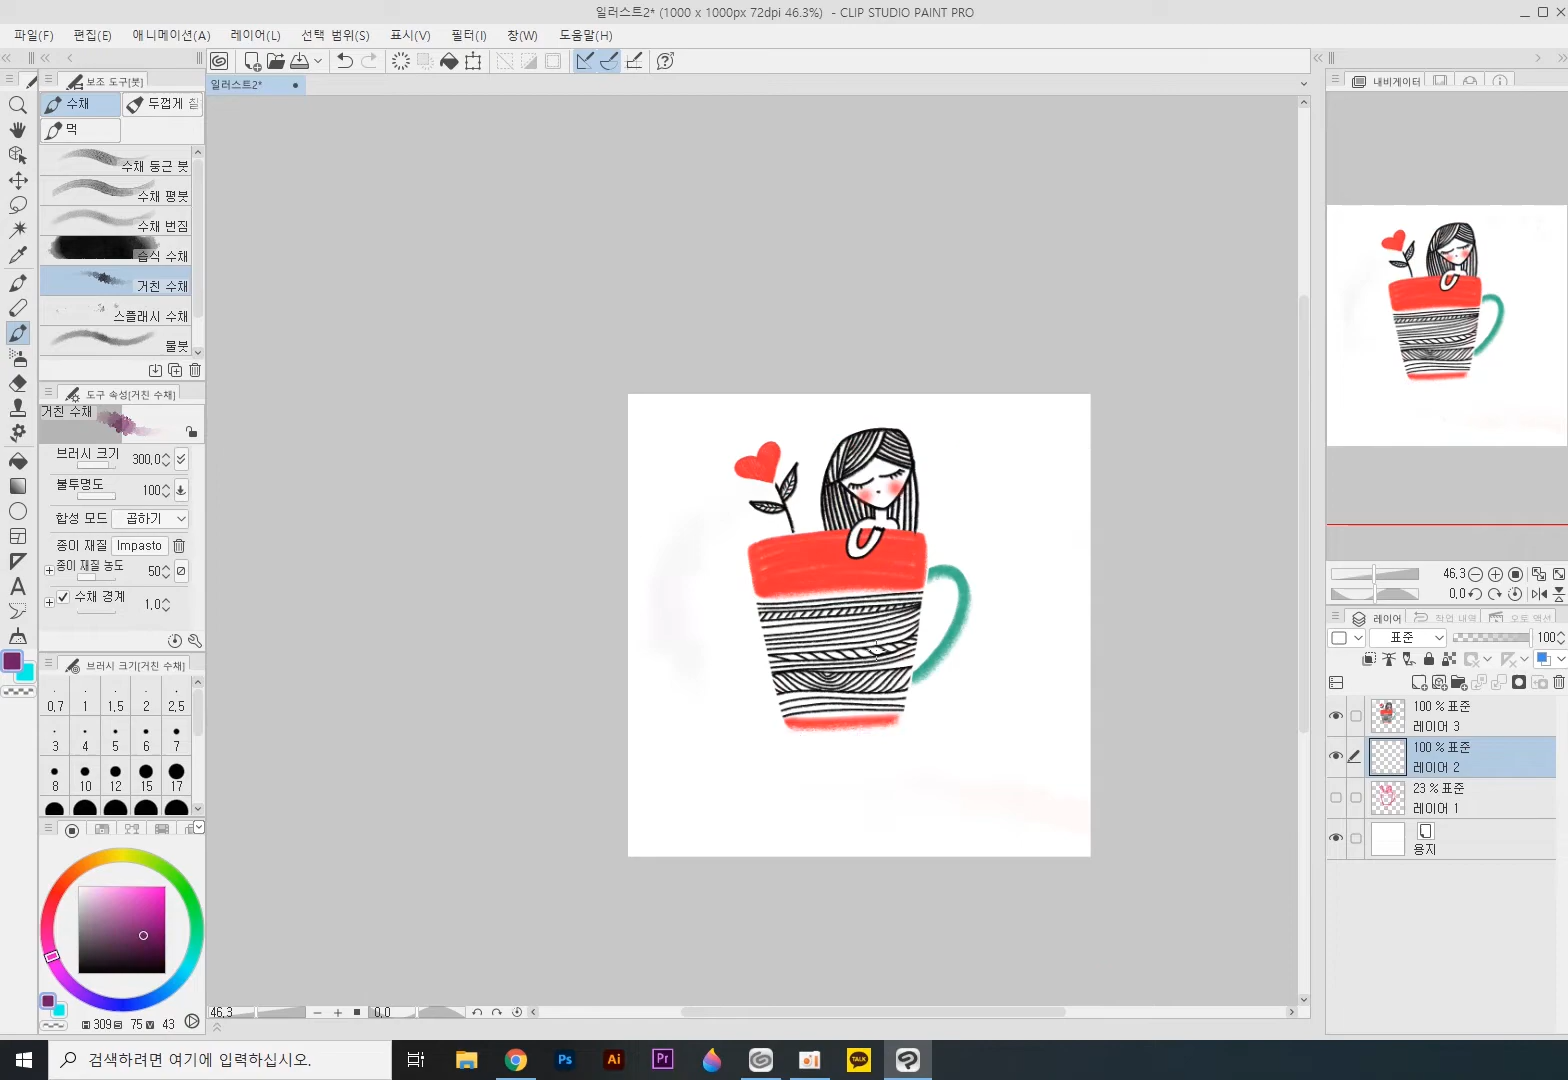 일러스트2* (1000 x 1000px 72dpi 46.3%) - CLIP STUDIO PAINT PRO
파일(F) 편집(E) 애니메이션(A) 레이어(L) 선택 범위(S) 표시(V) 필터(I) 창(W) 도움말(H)
보조 도구[붓]
일러스트2*
내비게이터
수채 두껍게 칠
먹
수채 둥근 붓
수채 평붓
수채 번짐
습식 수채
거친 수채
스플래시 수채
물붓
도구 속성[거친 수채]
거친 수채
브러시 크기 300.0
불투명도 100
합성 모드 곱하기
종이 재질 Impasto
종이 재질 농도 50
수채 경계 1.0
브러시 크기[거친 수채]
0.7 1 1.5 2 2.5
3 4 5 6 7
8 10 12 15 17
H 309 S 75 V 43
46.3 0.0
46.3
0.0
레이어 작업 내역 오토 액션
표준 100
100 % 표준
레이어 3
100 % 표준
레이어 2
23 % 표준
레이어 1
용지
A
검색하려면 여기에 입력하십시오.
Ps Ai Pr TALK